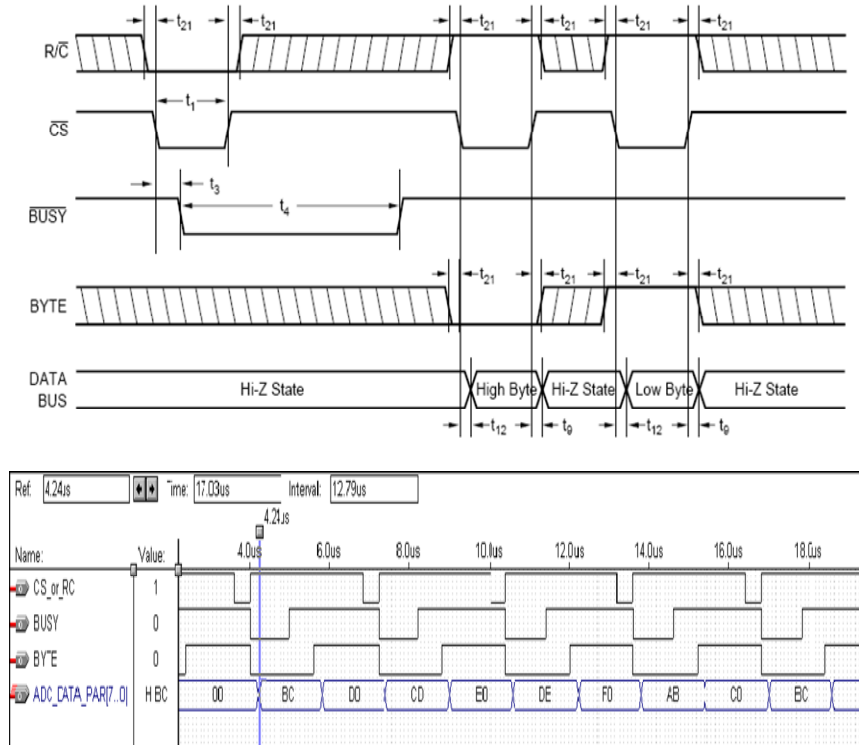 t21 t21 t21 t21 t21 t21
R/C
t1
CS
t3
t4
BUSY
t21 t21 t21 t21
BYTE
DATA BUS Hi-Z State High Byte Hi-Z State Low Byte Hi-Z State
t12 t9 t12 t9
Ref: 4.24us Time: 17.03us Interval: 12.79us
4.24us
Name: Value: 4.0us 6.0us 8.0us 10.0us 12.0us 14.0us 16.0us 18.0us
CS_or_RC 1
BUSY 0
BYTE 0
ADC_DATA_PAR[7..0] H BC 00 BC D0 CD E0 DE F0 AB C0 BC